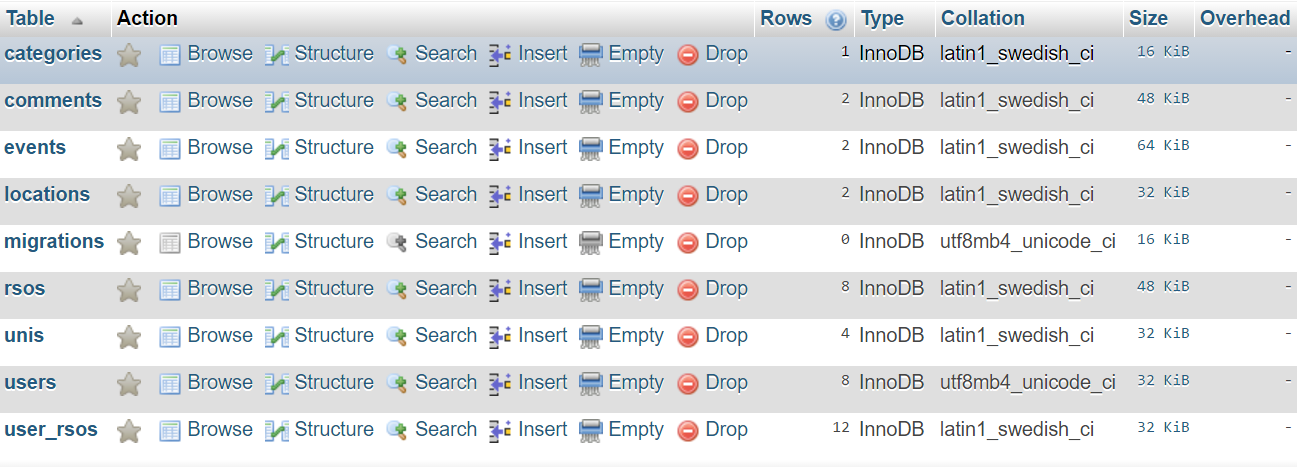 Table Action Rows Type Collation Size Overhead
categories Browse Structure Search Insert Empty Drop 1 InnoDB latin1_swedish_ci 16 KiB -
comments Browse Structure Search Insert Empty Drop 2 InnoDB latin1_swedish_ci 48 KiB -
events Browse Structure Search Insert Empty Drop 2 InnoDB latin1_swedish_ci 64 KiB -
locations Browse Structure Search Insert Empty Drop 2 InnoDB latin1_swedish_ci 32 KiB -
migrations Browse Structure Search Insert Empty Drop 0 InnoDB utf8mb4_unicode_ci 16 KiB -
rsos Browse Structure Search Insert Empty Drop 8 InnoDB latin1_swedish_ci 48 KiB -
unis Browse Structure Search Insert Empty Drop 4 InnoDB latin1_swedish_ci 32 KiB -
users Browse Structure Search Insert Empty Drop 8 InnoDB utf8mb4_unicode_ci 32 KiB -
user_rsos Browse Structure Search Insert Empty Drop 12 InnoDB latin1_swedish_ci 32 KiB -